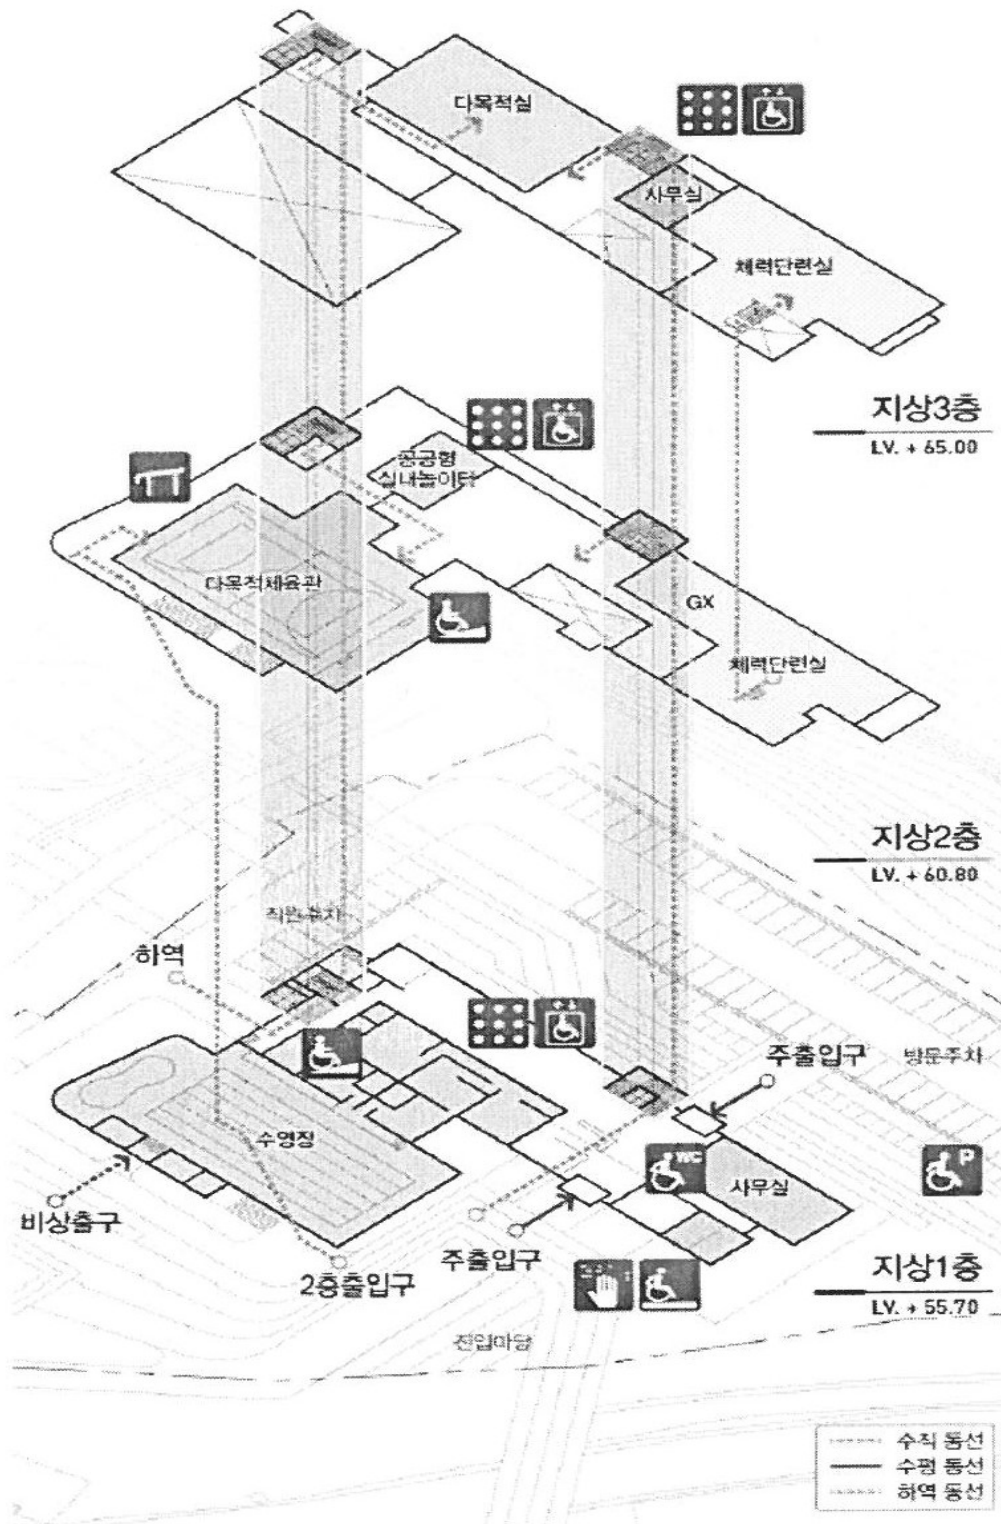 다목적실
사무실
체력단련실
지상3층
LV. + 65.00
공공형
실내놀이터
다목적체육관
GX
체력단련실
지상2층
LV. + 60.80
직원주차
하역
주출입구
방문주차
수영장
WC
P
사무실
비상출구
2층출입구
주출입구
지상1층
LV. + 55.70
진입마당
수직 동선
수평 동선
하역 동선